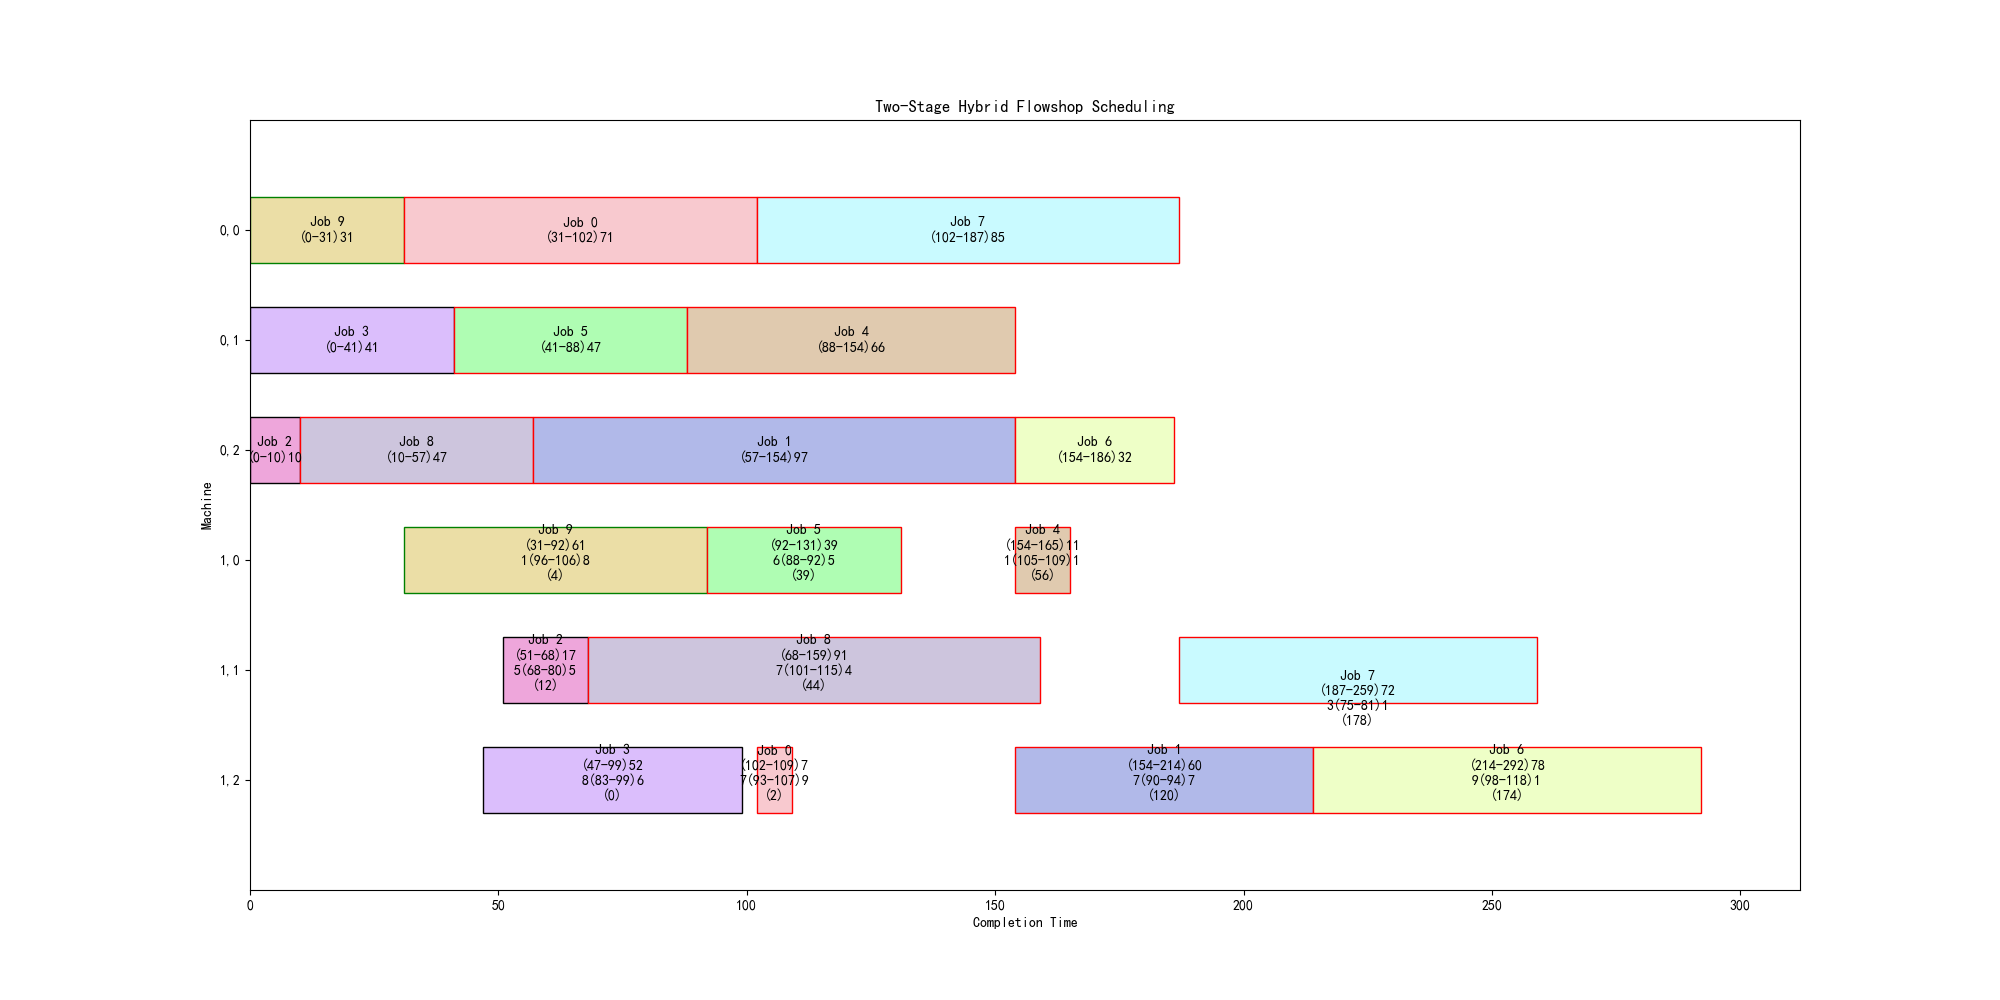 Two-Stage Hybrid Flowshop Scheduling
Machine
0,0
Job 9
(0-31)31
Job 0
(31-102)71
Job 7
(102-187)85
0,1
Job 3
(0-41)41
Job 5
(41-88)47
Job 4
(88-154)66
0,2
Job 2
(0-10)10
Job 8
(10-57)47
Job 1
(57-154)97
Job 6
(154-186)32
1,0
Job 9
(31-92)61
1(96-106)8
(4)
Job 5
(92-131)39
6(88-92)5
(39)
Job 4
(154-165)11
1(105-109)1
(56)
1,1
Job 2
(51-68)17
5(68-80)5
(12)
Job 8
(68-159)91
7(101-115)4
(44)
Job 7
(187-259)72
3(75-81)1
(178)
1,2
Job 3
(47-99)52
8(83-99)6
(0)
Job 0
(102-109)7
7(93-107)9
(2)
Job 1
(154-214)60
7(90-94)7
(120)
Job 6
(214-292)78
9(98-118)1
(174)
0
50
100
150
200
250
300
Completion Time